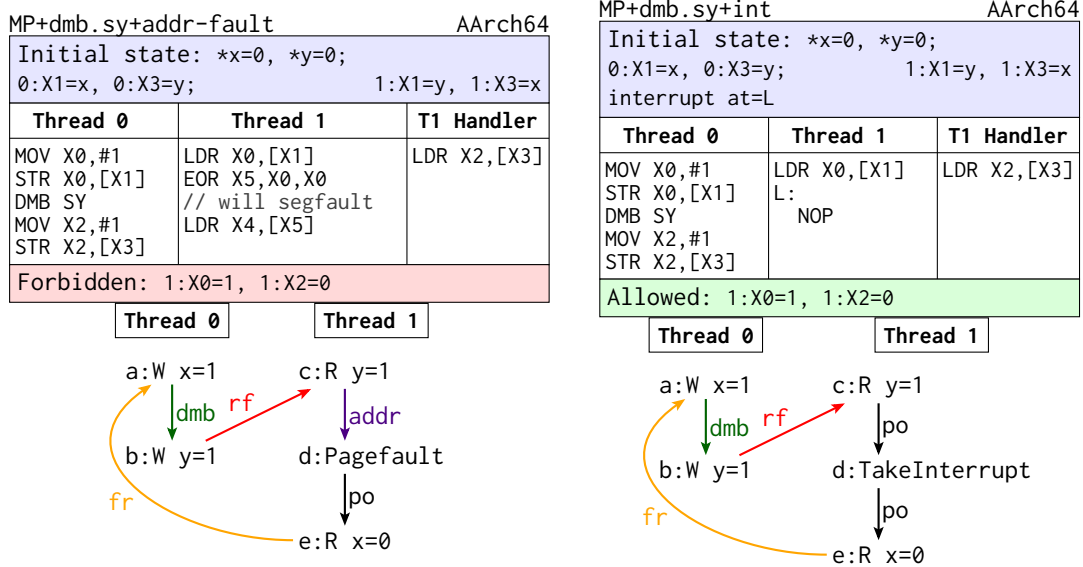 MP+dmb.sy+addr-fault AArch64
Initial state: *x=0, *y=0;
0:X1=x, 0:X3=y; 1:X1=y, 1:X3=x
Thread 0 Thread 1 T1 Handler
MOV X0,#1 LDR X0,[X1] LDR X2,[X3]
STR X0,[X1] EOR X5,X0,X0
DMB SY // will segfault
MOV X2,#1 LDR X4,[X5]
STR X2,[X3]
Forbidden: 1:X0=1, 1:X2=0
Thread 0 Thread 1
a:W x=1 c:R y=1
dmb rf addr
b:W y=1 d:Pagefault
fr po
e:R x=0
MP+dmb.sy+int AArch64
Initial state: *x=0, *y=0;
0:X1=x, 0:X3=y; 1:X1=y, 1:X3=x
interrupt at=L
Thread 0 Thread 1 T1 Handler
MOV X0,#1 LDR X0,[X1] LDR X2,[X3]
STR X0,[X1] L:
DMB SY NOP
MOV X2,#1
STR X2,[X3]
Allowed: 1:X0=1, 1:X2=0
Thread 0 Thread 1
a:W x=1 c:R y=1
dmb rf po
b:W y=1 d:TakeInterrupt
fr po
e:R x=0